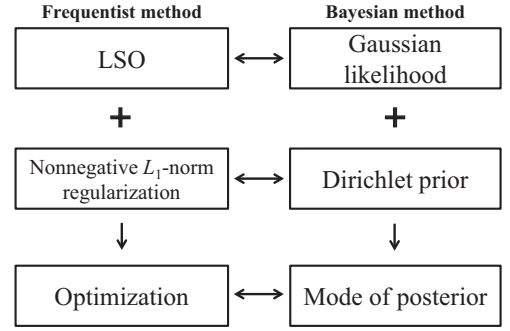 Frequentist method
Bayesian method
LSO
Gaussian
likelihood
+
+
Nonnegative L₁-norm
regularization
Dirichlet prior
Optimization
Mode of posterior